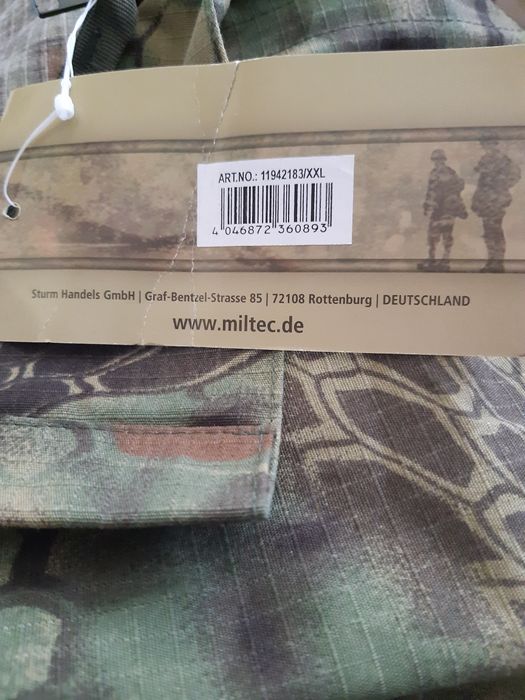 ART.NO.: 11942183/XXL
4 046872 360893
Sturm Handels GmbH | Graf-Bentzel-Strasse 85 | 72108 Rottenburg | DEUTSCHLAND
www.miltec.de